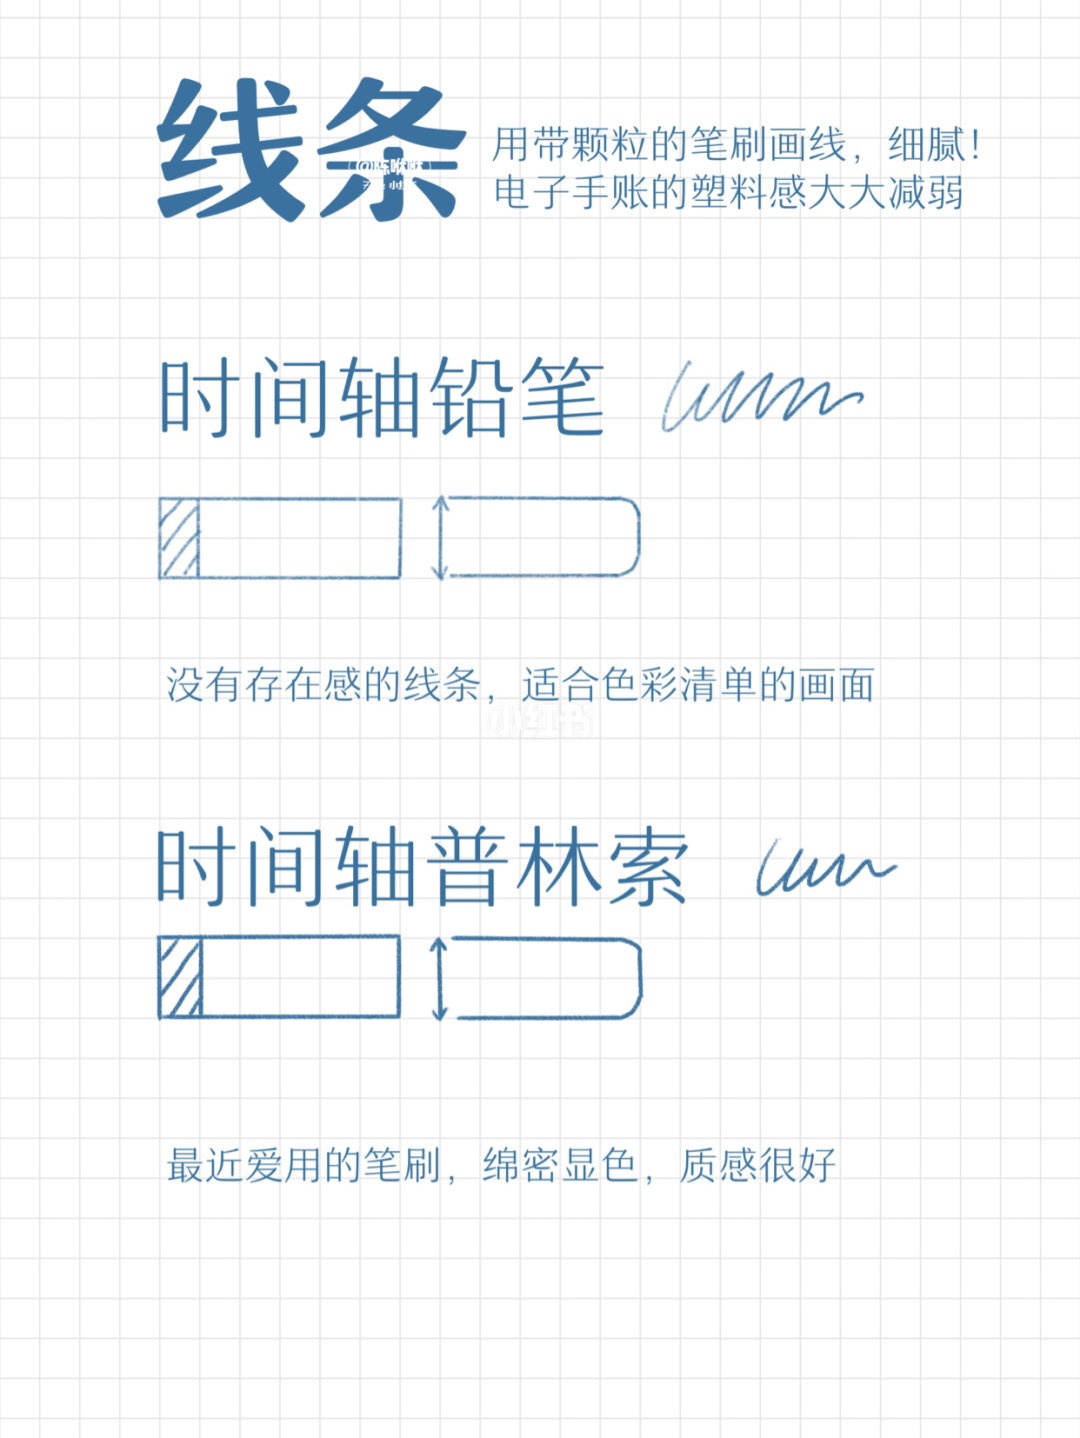 线条
用带颗粒的笔刷画线，细腻！
电子手账的塑料感大大减弱
时间轴铅笔
没有存在感的线条，适合色彩清单的画面
小红书
时间轴普林索
最近爱用的笔刷，绵密显色，质感很好